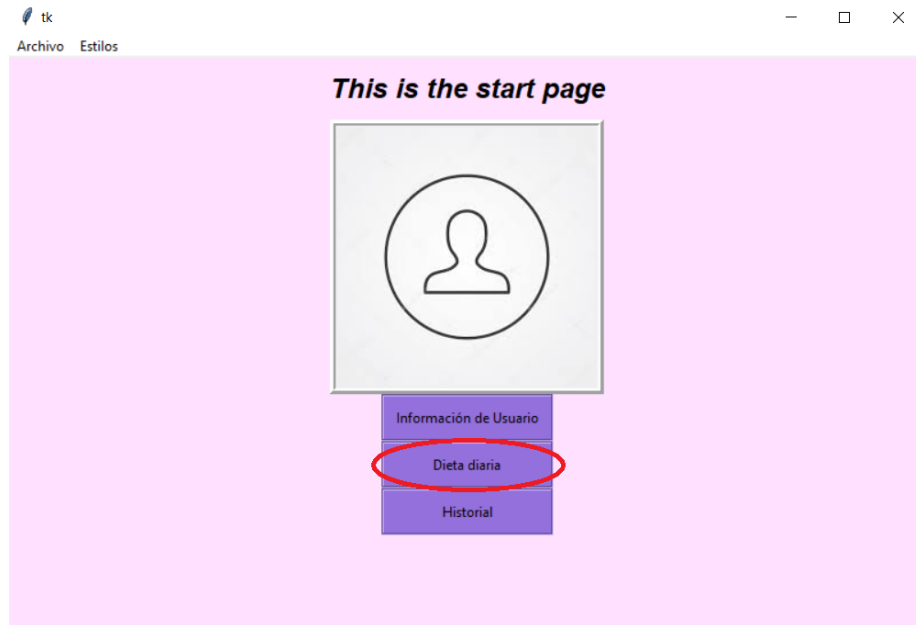 tk
Archivo Estilos
This is the start page
Información de Usuario
Dieta diaria
Historial